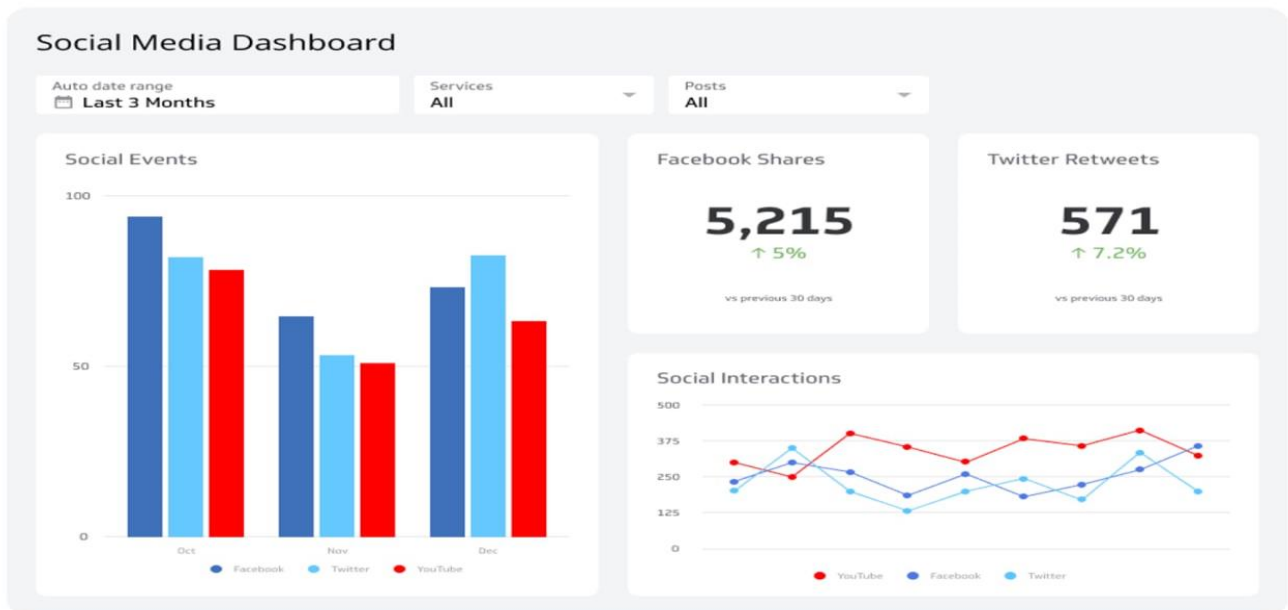 Social Media Dashboard
Auto date range
Last 3 Months
Services
All
Posts
All
Social Events
100
50
0
Oct Nov Dec
Facebook Twitter YouTube
Facebook Shares
5,215
↑ 5%
vs previous 30 days
Twitter Retweets
571
↑ 7.2%
vs previous 30 days
Social Interactions
500
375
250
125
0
YouTube Facebook Twitter